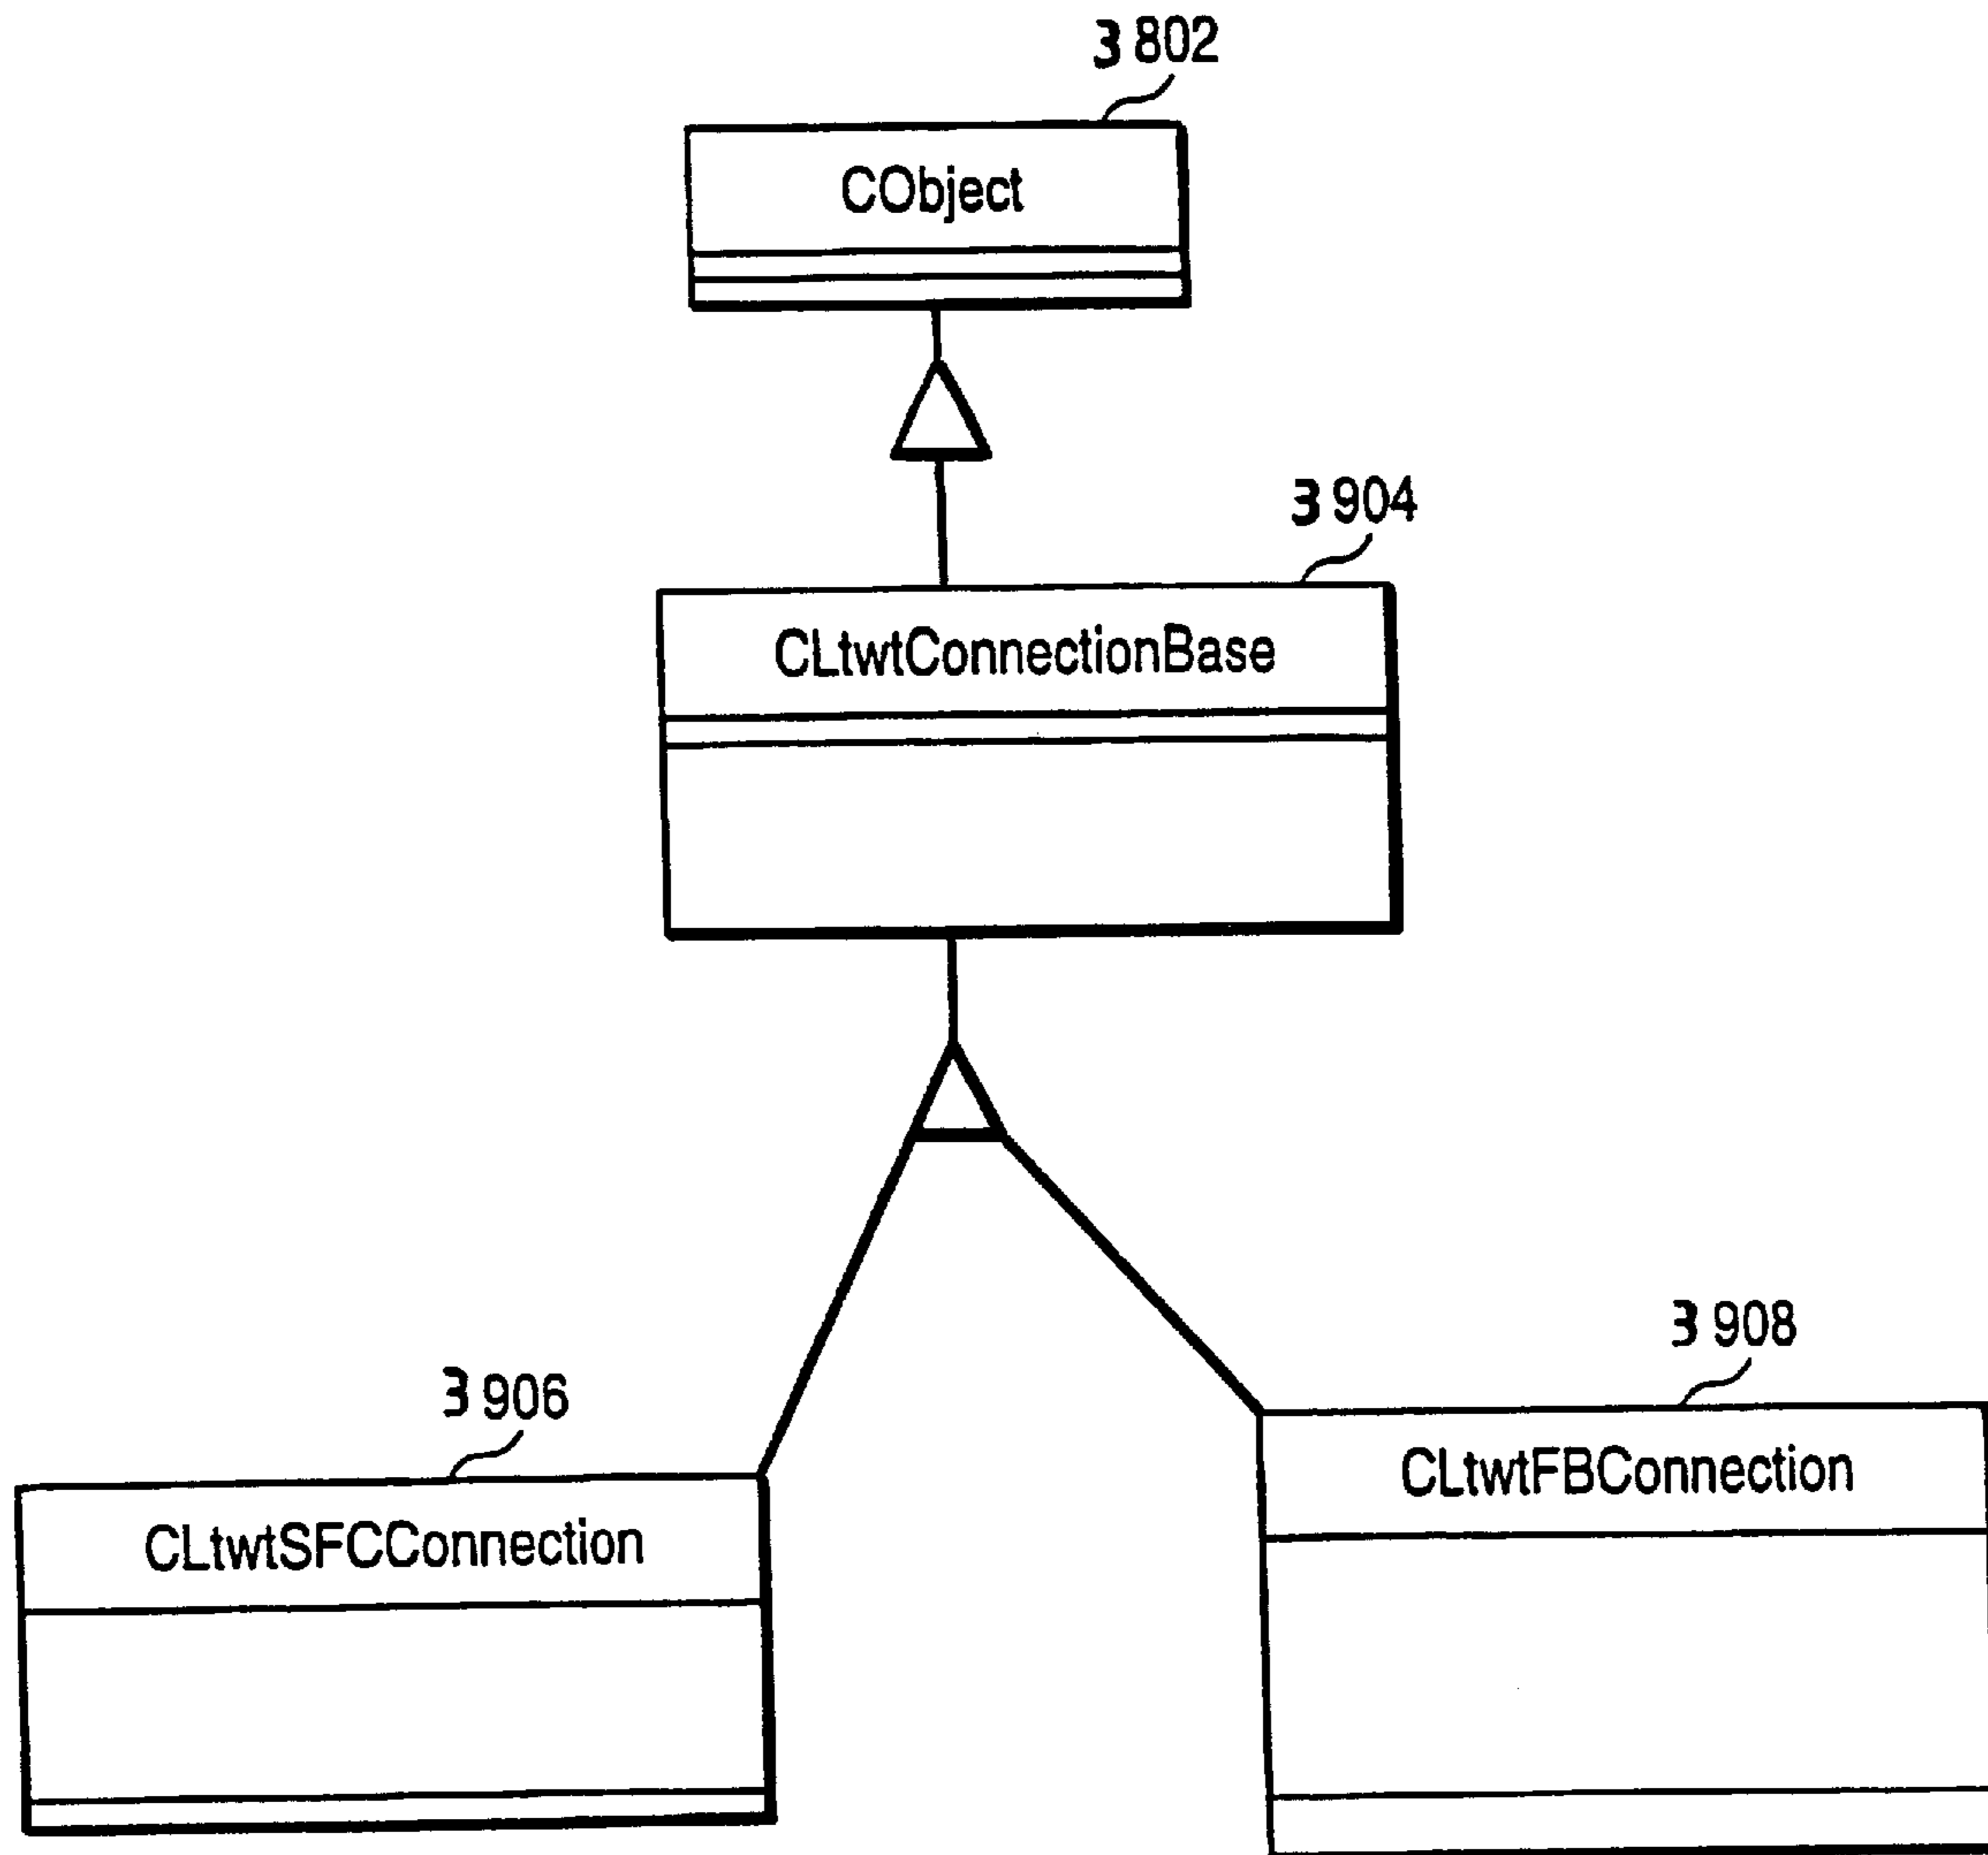 3802
CObject
3904
CLtwtConnectionBase
3908
3906
CLtwtFBConnection
CLtwtSFCConnection